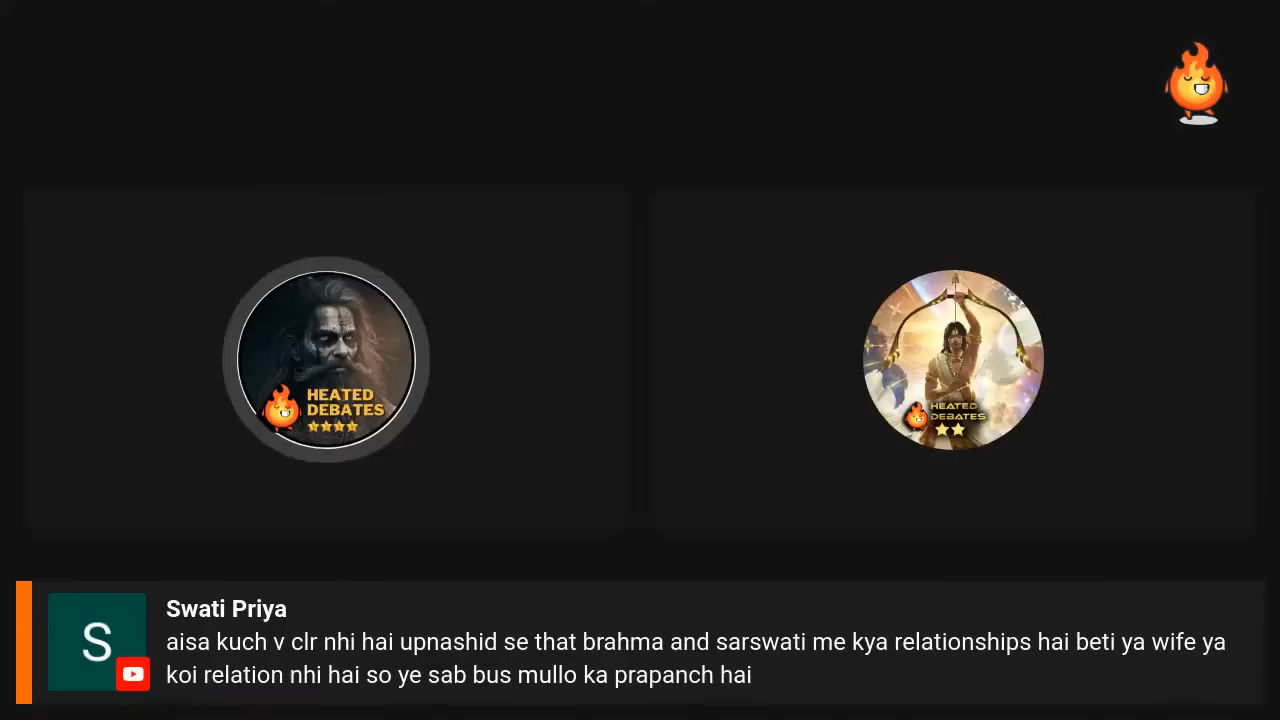 HEATED
DEBATES
HEATED
DEBATES
S
Swati Priya
aisa kuch v clr nhi hai upnashid se that brahma and sarswati me kya relationships hai beti ya wife ya
koi relation nhi hai so ye sab bus mullo ka prapanch hai